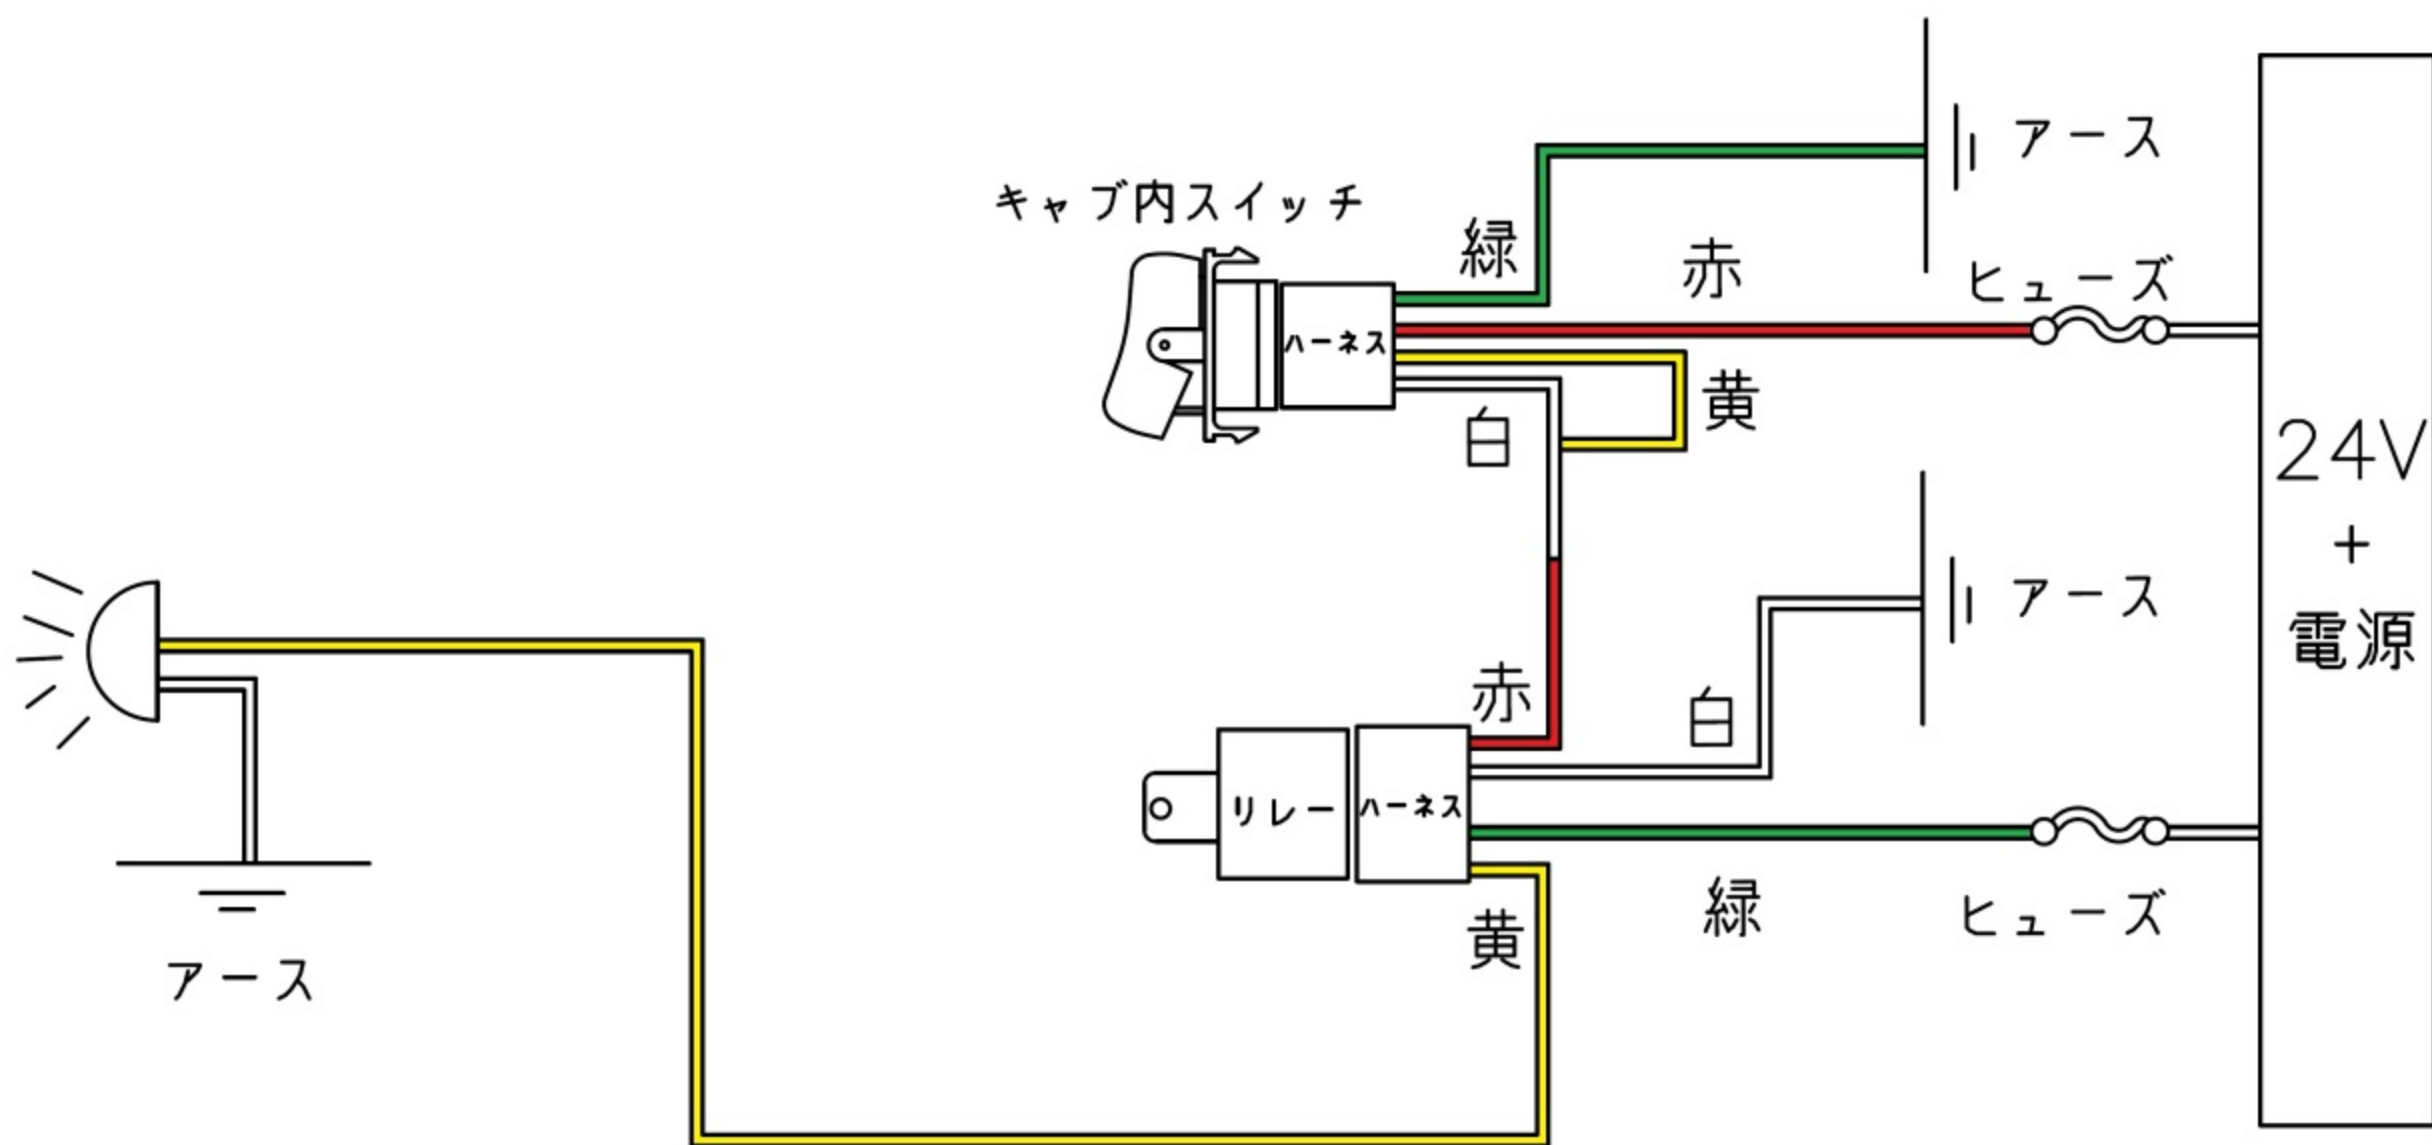 アース
キャブ内スイッチ
緑
赤
ヒューズ
ハーネス
黄
白
24V
+
電源
アース
赤
白
リレー
ハーネス
緑
ヒューズ
黄
アース